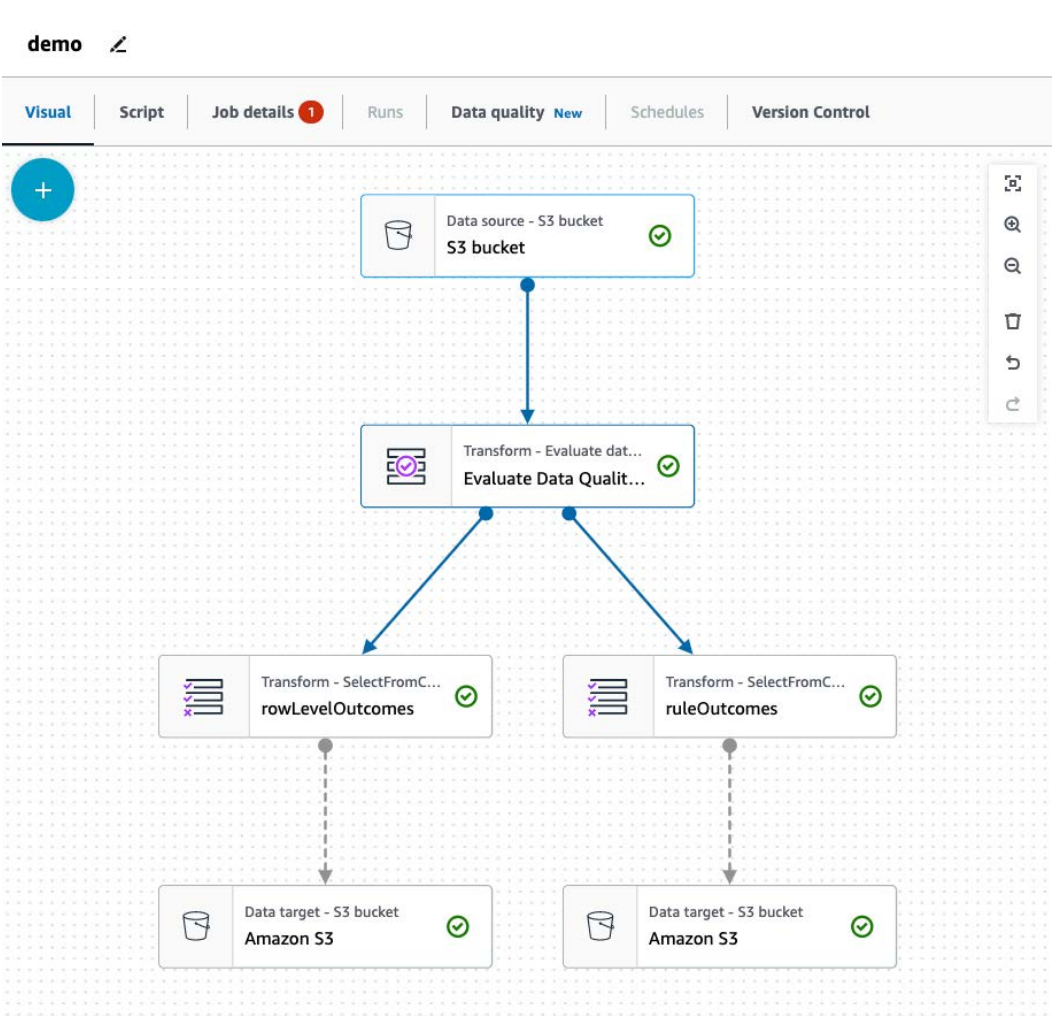 demo
Visual
Script
Job details 1
Runs
Data quality New
Schedules
Version Control
+
Data source - S3 bucket
S3 bucket
Transform - Evaluate dat...
Evaluate Data Qualit...
Transform - SelectFromC...
rowLevelOutcomes
Transform - SelectFromC...
ruleOutcomes
Data target - S3 bucket
Amazon S3
Data target - S3 bucket
Amazon S3